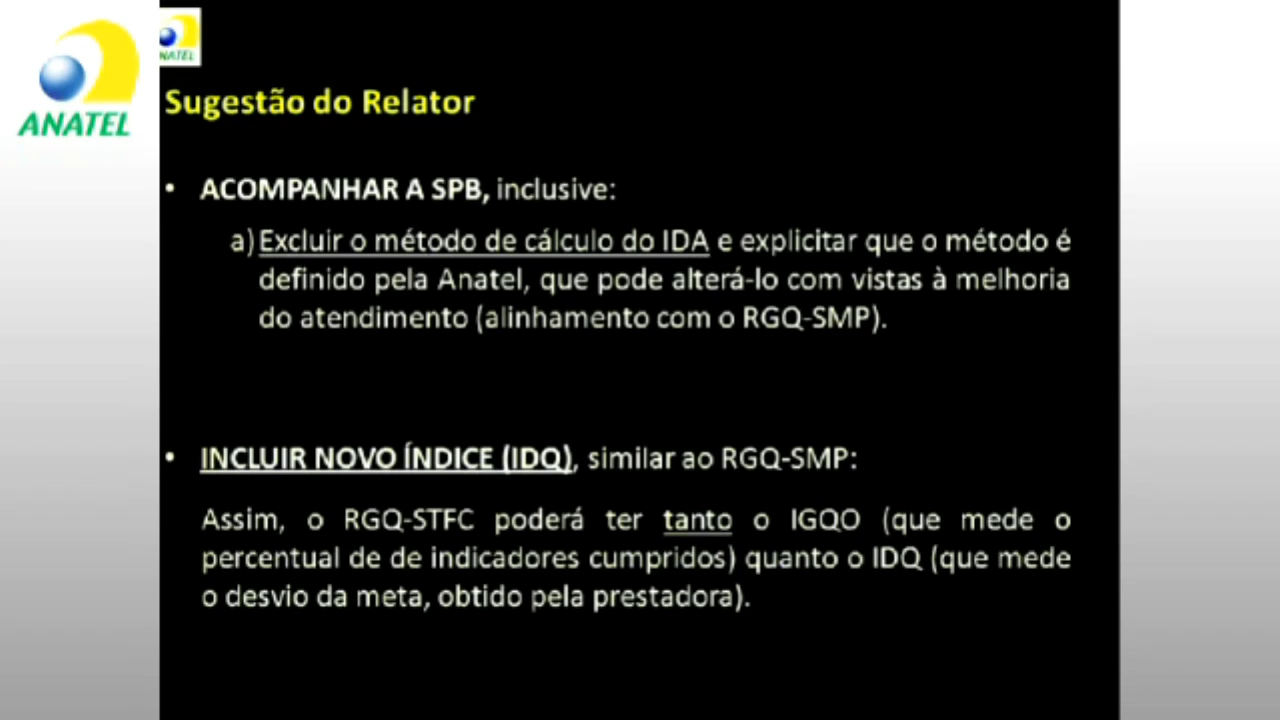 ANATEL
ANATEL
Sugestão do Relator
• ACOMPANHAR A SPB, inclusive:
a) Excluir o método de cálculo do IDA e explicitar que o método é
definido pela Anatel, que pode alterá-lo com vistas à melhoria
do atendimento (alinhamento com o RGQ-SMP).
• INCLUIR NOVO ÍNDICE (IDQ), similar ao RGQ-SMP:
Assim, o RGQ-STFC poderá ter tanto o IGQO (que mede o
percentual de de indicadores cumpridos) quanto o IDQ (que mede
o desvio da meta, obtido pela prestadora).